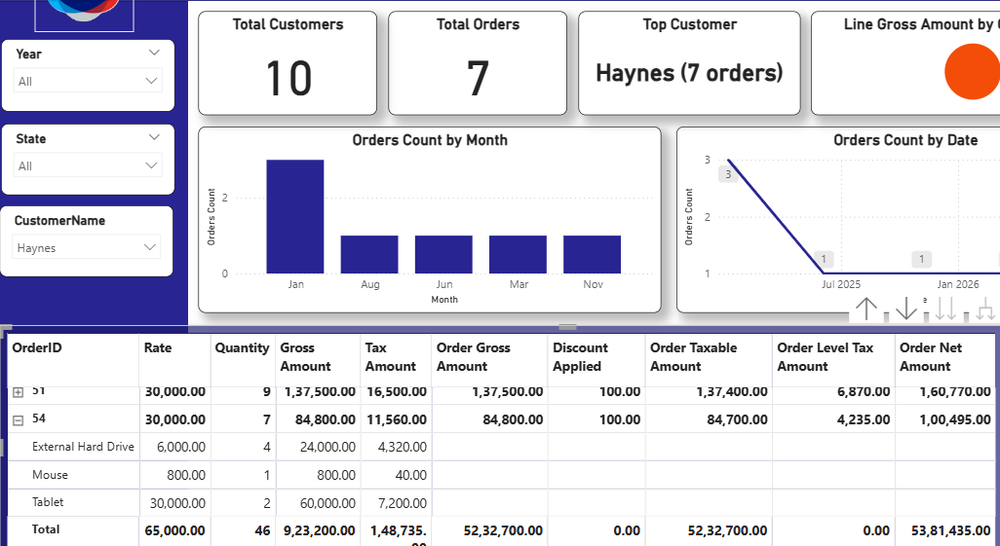 Total Customers
10
Total Orders
7
Top Customer
Haynes (7 orders)
Line Gross Amount by
Year
All
State
All
CustomerName
Haynes
Orders Count by Month
Orders Count
2
0
Jan Aug Jun Mar Nov
Month
Orders Count by Date
Orders Count
3
2
1
3
1
1
Jul 2025 Jan 2026
OrderID Rate Quantity Gross Amount Tax Amount Order Gross Amount Discount Applied Order Taxable Amount Order Level Tax Amount Order Net Amount
51 30,000.00 9 1,37,500.00 16,500.00 1,37,500.00 100.00 1,37,400.00 6,870.00 1,60,770.00
54 30,000.00 7 84,800.00 11,560.00 84,800.00 100.00 84,700.00 4,235.00 1,00,495.00
External Hard Drive 6,000.00 4 24,000.00 4,320.00
Mouse 800.00 1 800.00 40.00
Tablet 30,000.00 2 60,000.00 7,200.00
Total 65,000.00 46 9,23,200.00 1,48,735. 52,32,700.00 0.00 52,32,700.00 0.00 53,81,435.00